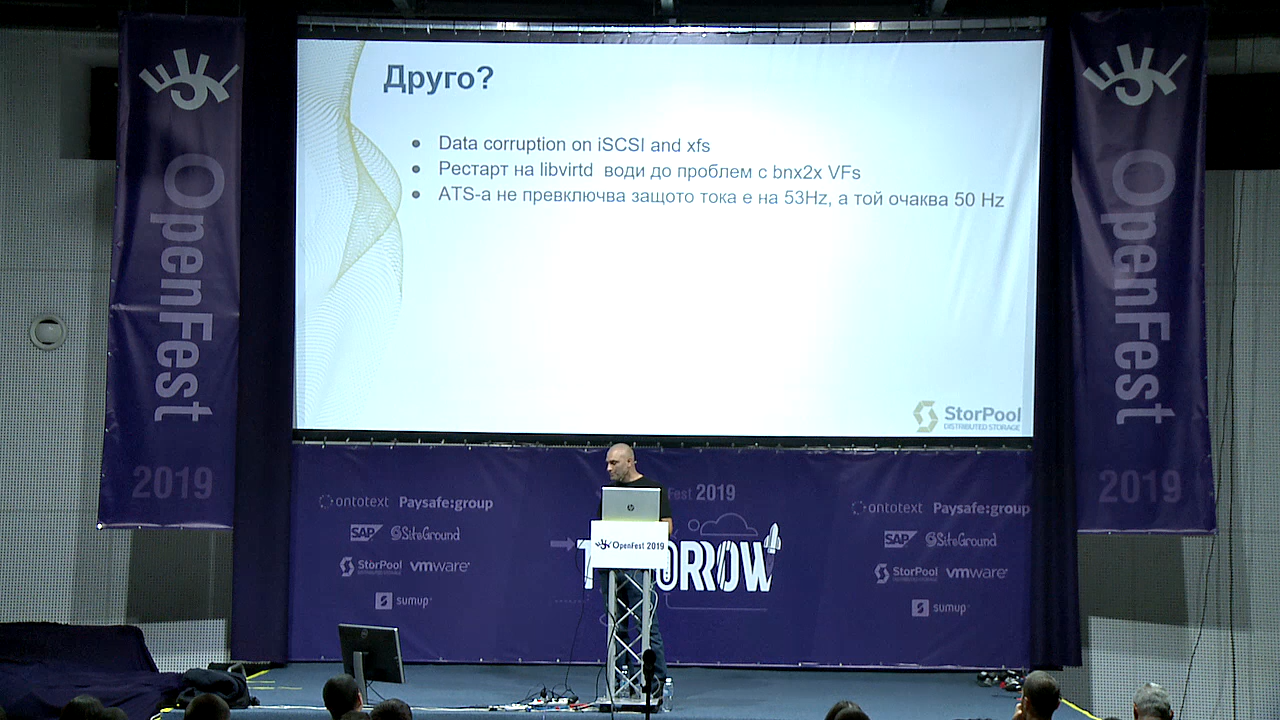 Друго?
Data corruption on iSCSI and xfs
Рестарт на libvirtd води до проблем с bnx2x VFs
ATS-а не превключва защото тока е на 53Hz, а той очаква 50 Hz
StorPool
DISTRIBUTED STORAGE
OpenFest
2019
OpenFest
2019
ontotext Paysafe:group
SAP SiteGround
StorPool vmware
sumup
Fest 2019
ORROW
OpenFest 2019
hp
ontotext Paysafe:group
SAP SiteGround
StorPool vmware
sumup